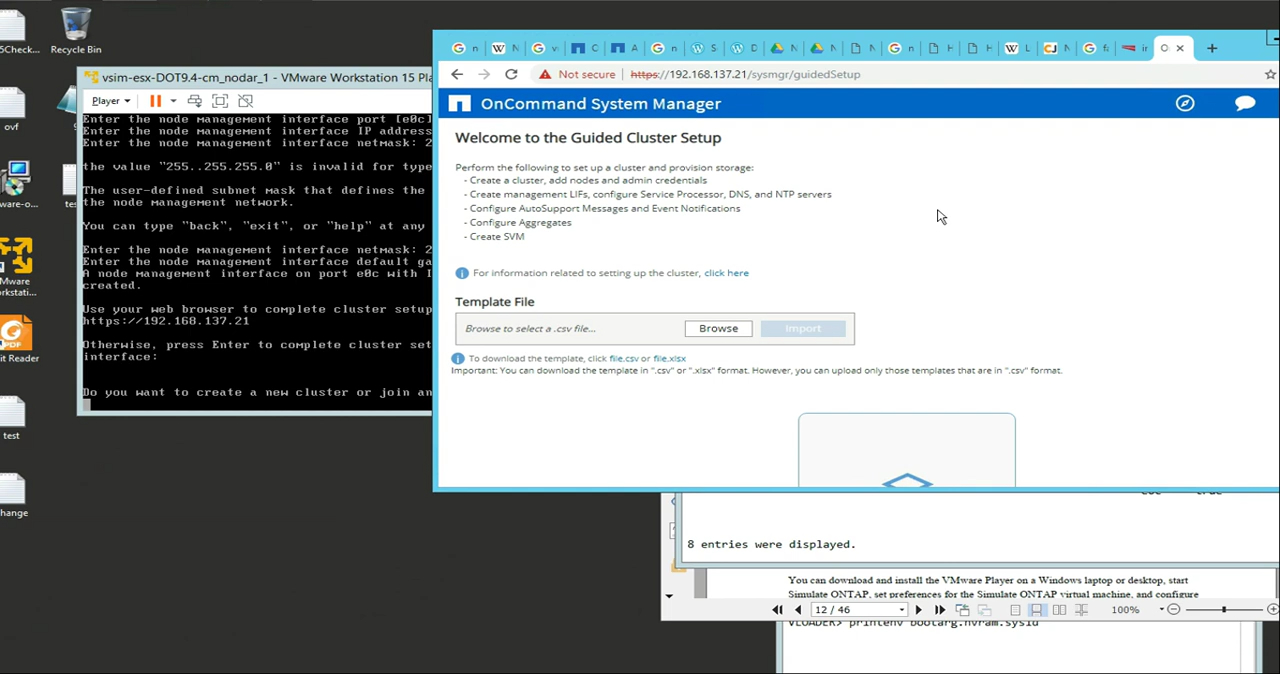 5Check...
Recycle Bin
ovf
ware-o...
VMware
orkstati...
it Reader
test
hange
vsim-esx-DOT9.4-cm_nodar_1 - VMware Workstation 15 Pla
Player
Enter the node management interface port [e0c]
Enter the node management interface IP address
Enter the node management interface netmask: 2
the value "255..255.255.0" is invalid for type
The user-defined subnet mask that defines the
the node management network.
You can type "back", "exit", or "help" at any
Enter the node management interface netmask: 2
Enter the node management interface default ga
A node management interface on port e0c with I
created.
Use your web browser to complete cluster setup
https://192.168.137.21
Otherwise, press Enter to complete cluster set
interface:
Do you want to create a new cluster or join an
Not secure
https://192.168.137.21/sysmgr/guidedSetup
OnCommand System Manager
Welcome to the Guided Cluster Setup
Perform the following to set up a cluster and provision storage:
- Create a cluster, add nodes and admin credentials
- Create management LIFs, configure Service Processor, DNS, and NTP servers
- Configure AutoSupport Messages and Event Notifications
- Configure Aggregates
- Create SVM
For information related to setting up the cluster, click here
Template File
Browse to select a .csv file...
Browse
Import
To download the template, click file.csv or file.xlsx
Important: You can download the template in ".csv" or ".xlsx" format. However, you can upload only those templates that are in ".csv" format.
8 entries were displayed.
You can download and install the VMware Player on a Windows laptop or desktop, start
Simulate ONTAP, set preferences for the Simulate ONTAP virtual machine, and configure
12 / 46
100%
VLOADER> printenv bootarg.nvram.sysid